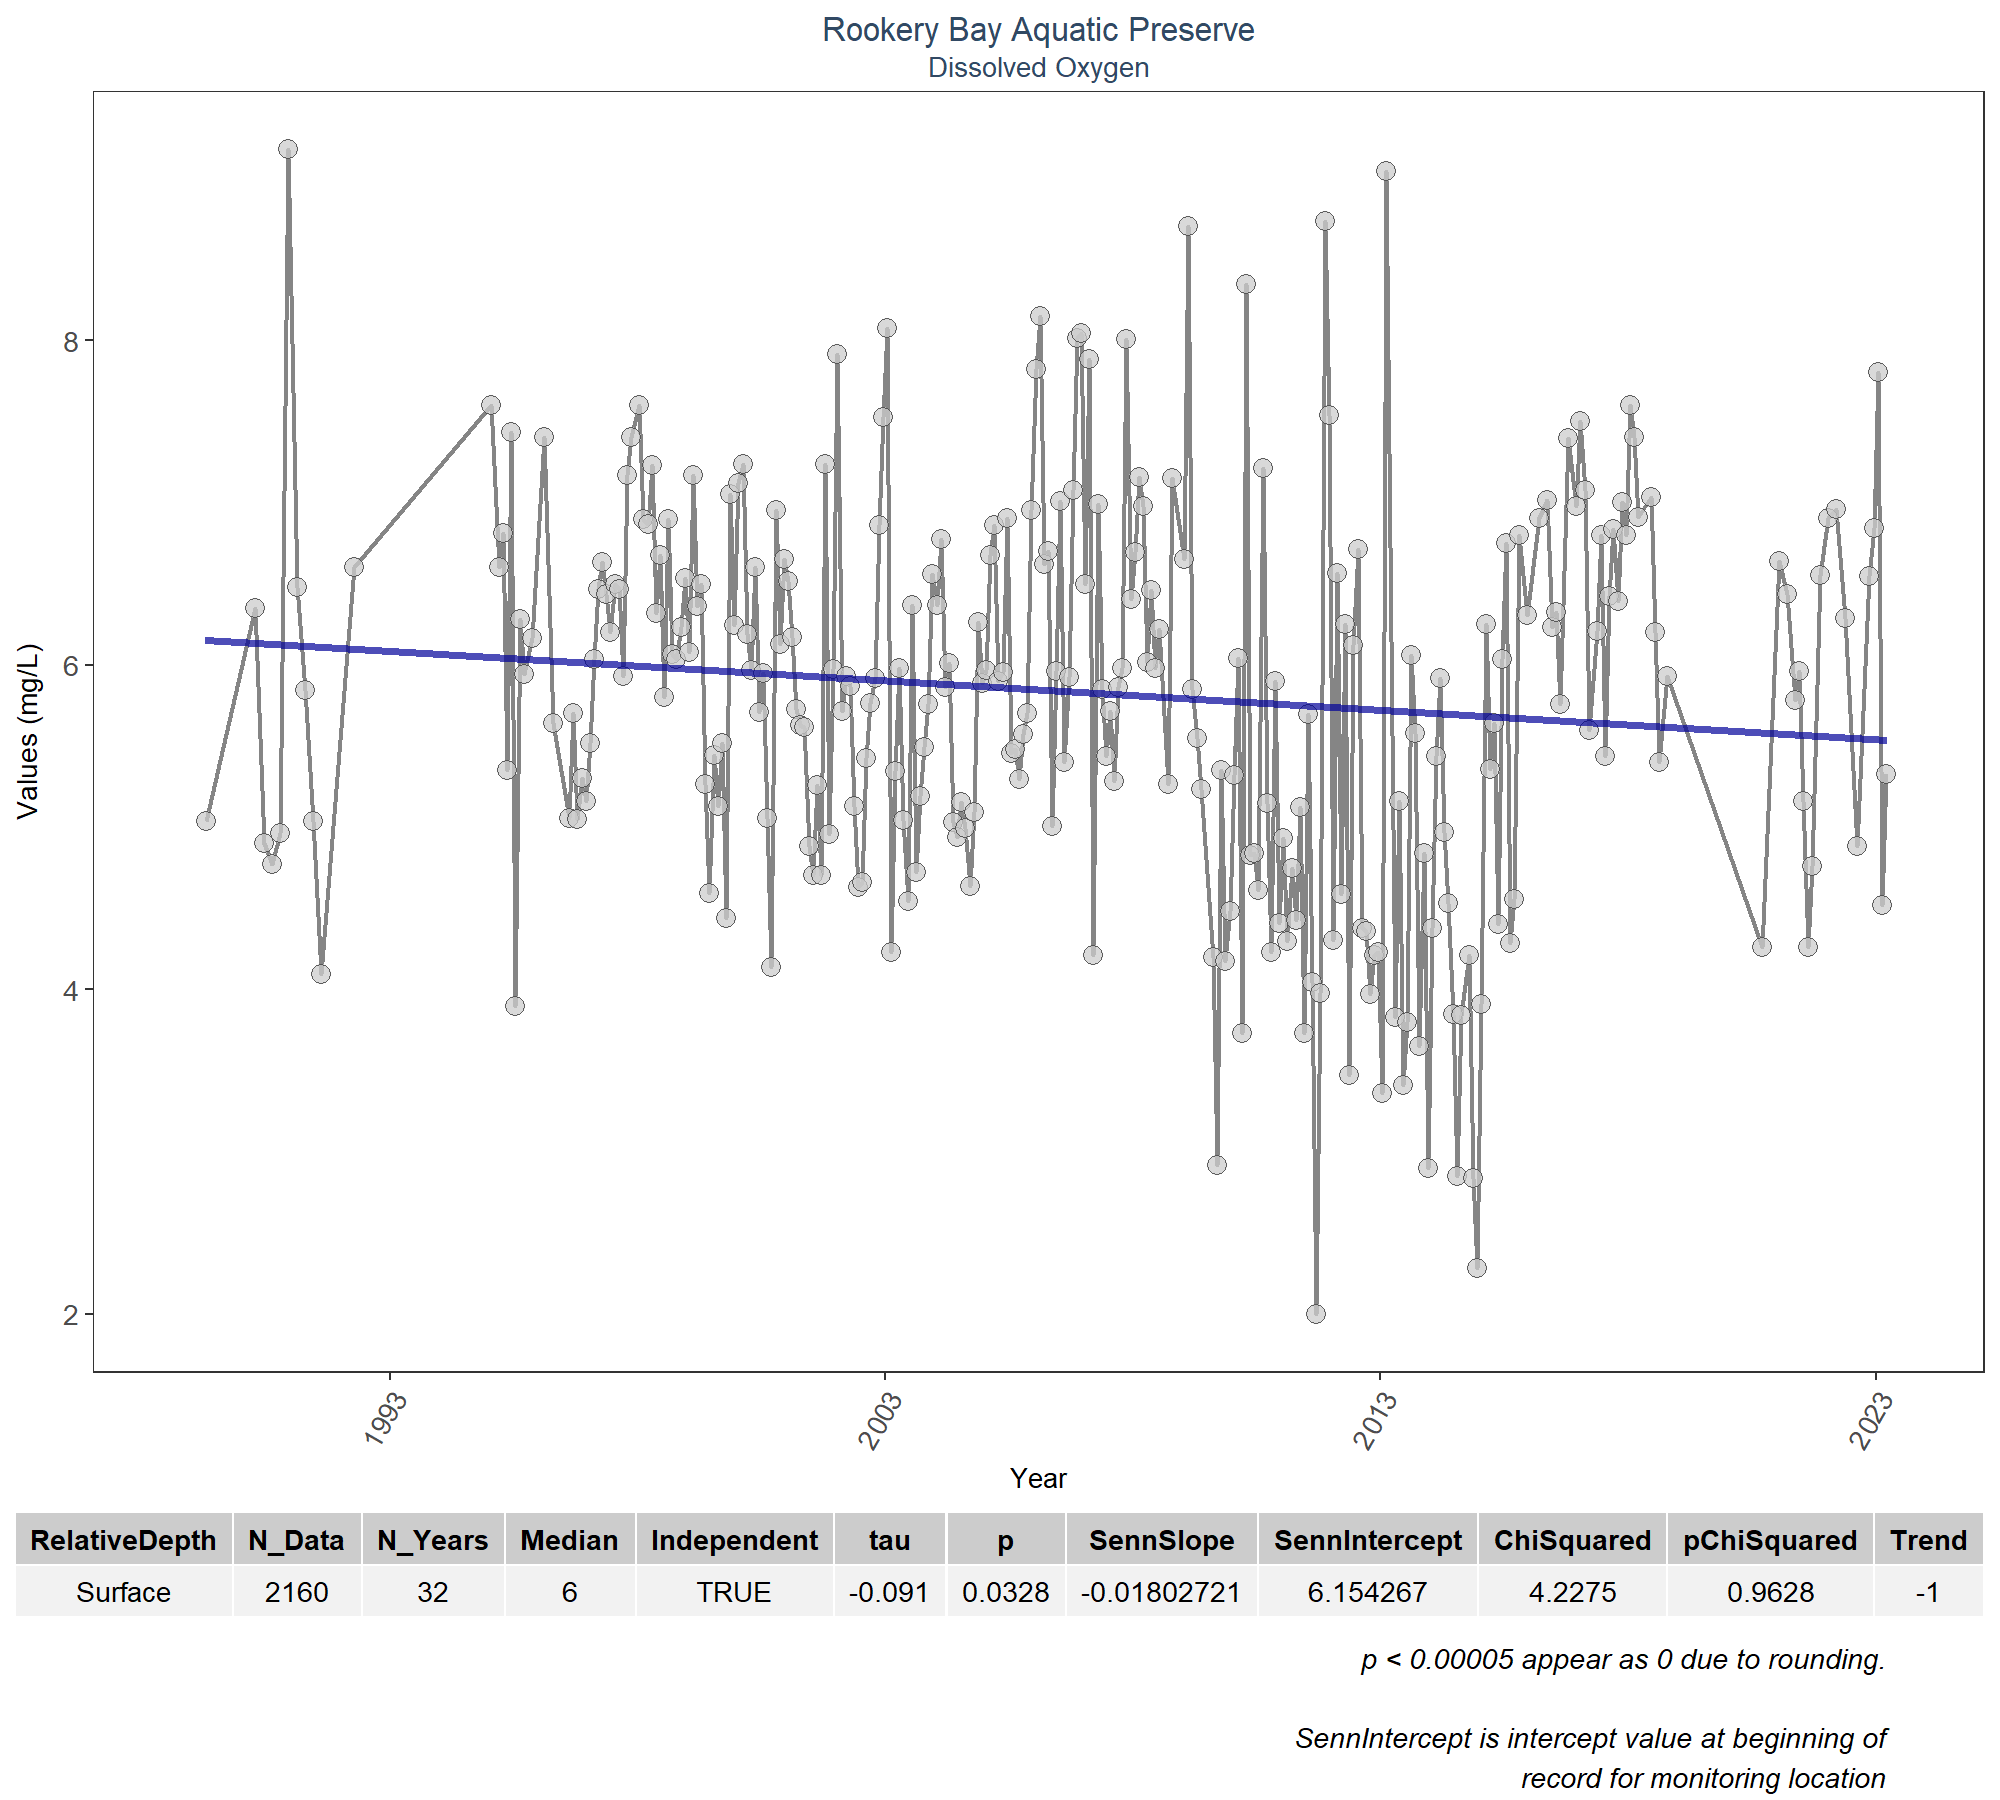 Rookery Bay Aquatic Preserve
Dissolved Oxygen
Values (mg/L)
8
6
4
2
1993
2003
2013
2023
Year
RelativeDepth N_Data N_Years Median Independent tau p SennSlope SennIntercept ChiSquared pChiSquared Trend
Surface 2160 32 6 TRUE -0.091 0.0328 -0.01802721 6.154267 4.2275 0.9628 -1
p < 0.00005 appear as 0 due to rounding.
SennIntercept is intercept value at beginning of
record for monitoring location